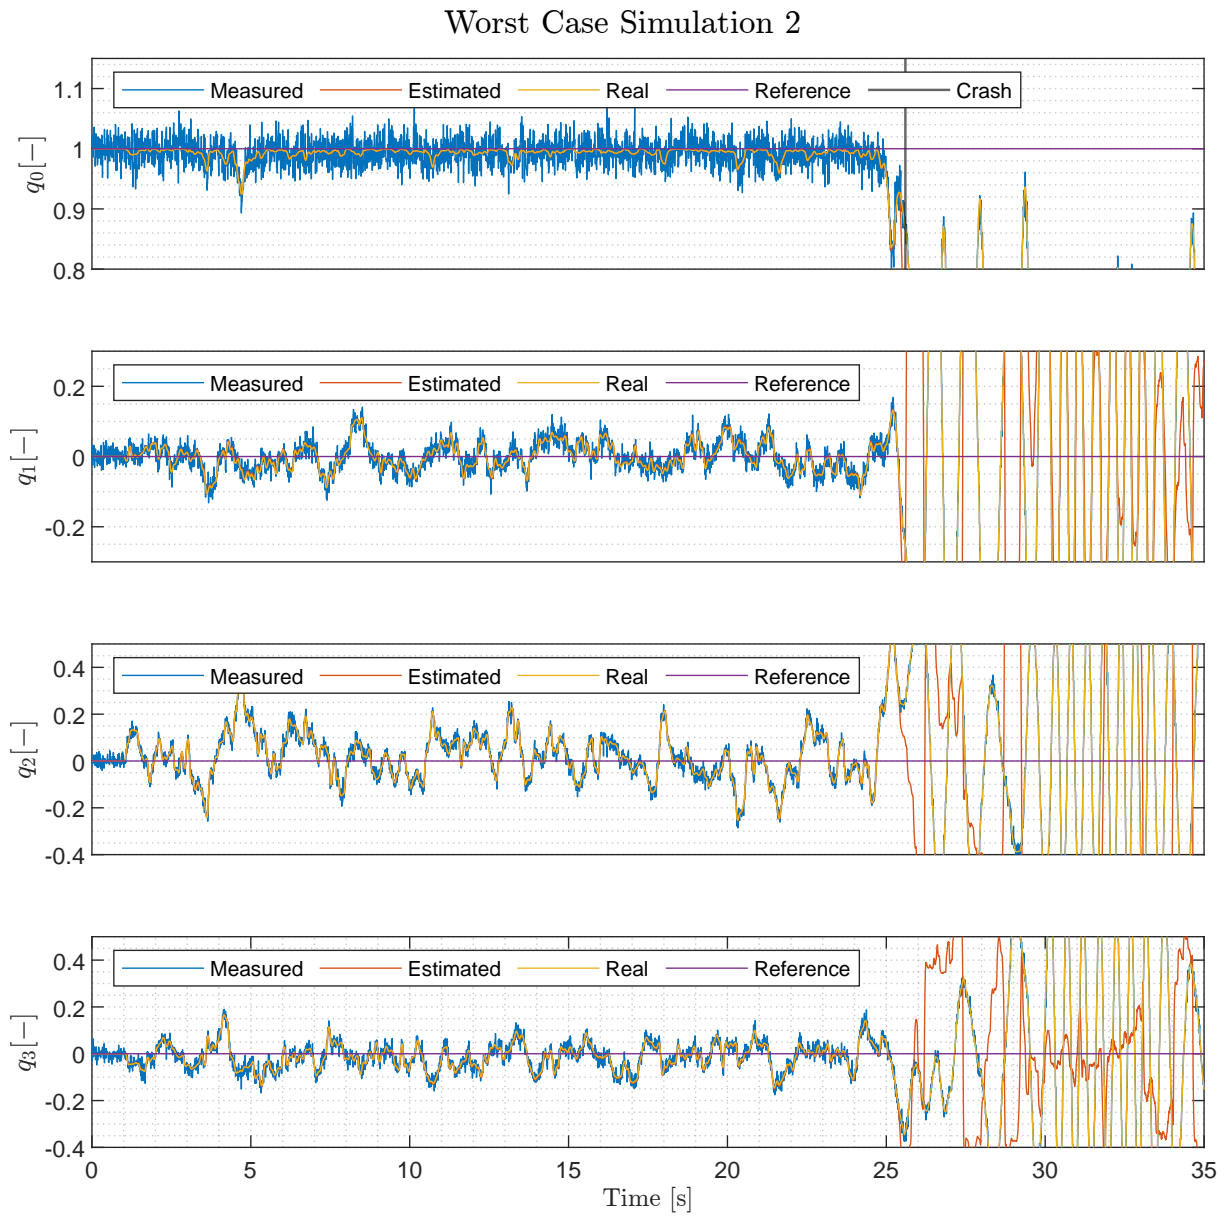 Worst Case Simulation 2
Measured Estimated Real Reference Crash
1.1
1
0.9
0.8
q0[−]
Measured Estimated Real Reference
0.2
0
-0.2
q1[−]
Measured Estimated Real Reference
0.4
0.2
0
-0.2
-0.4
q2[−]
Measured Estimated Real Reference
0.4
0.2
0
-0.2
-0.4
q3[−]
0 5 10 15 20 25 30 35
Time [s]